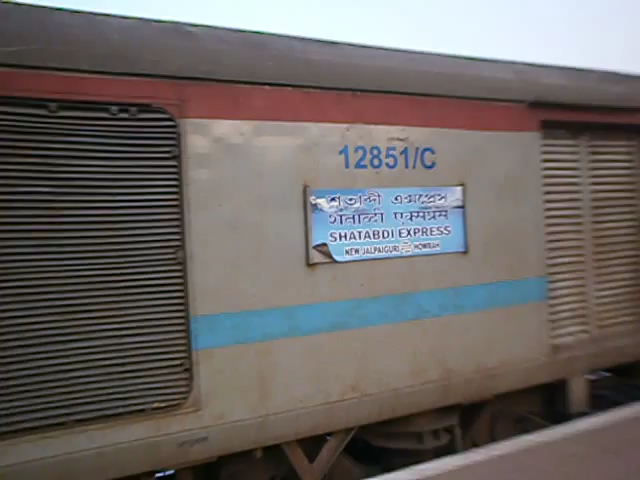 12851/C
শতাব্দী এক্সপ্রেস
शताब्दी एक्सप्रेस
SHATABDI EXPRESS
NEW JALPAIGURI HOWRAH